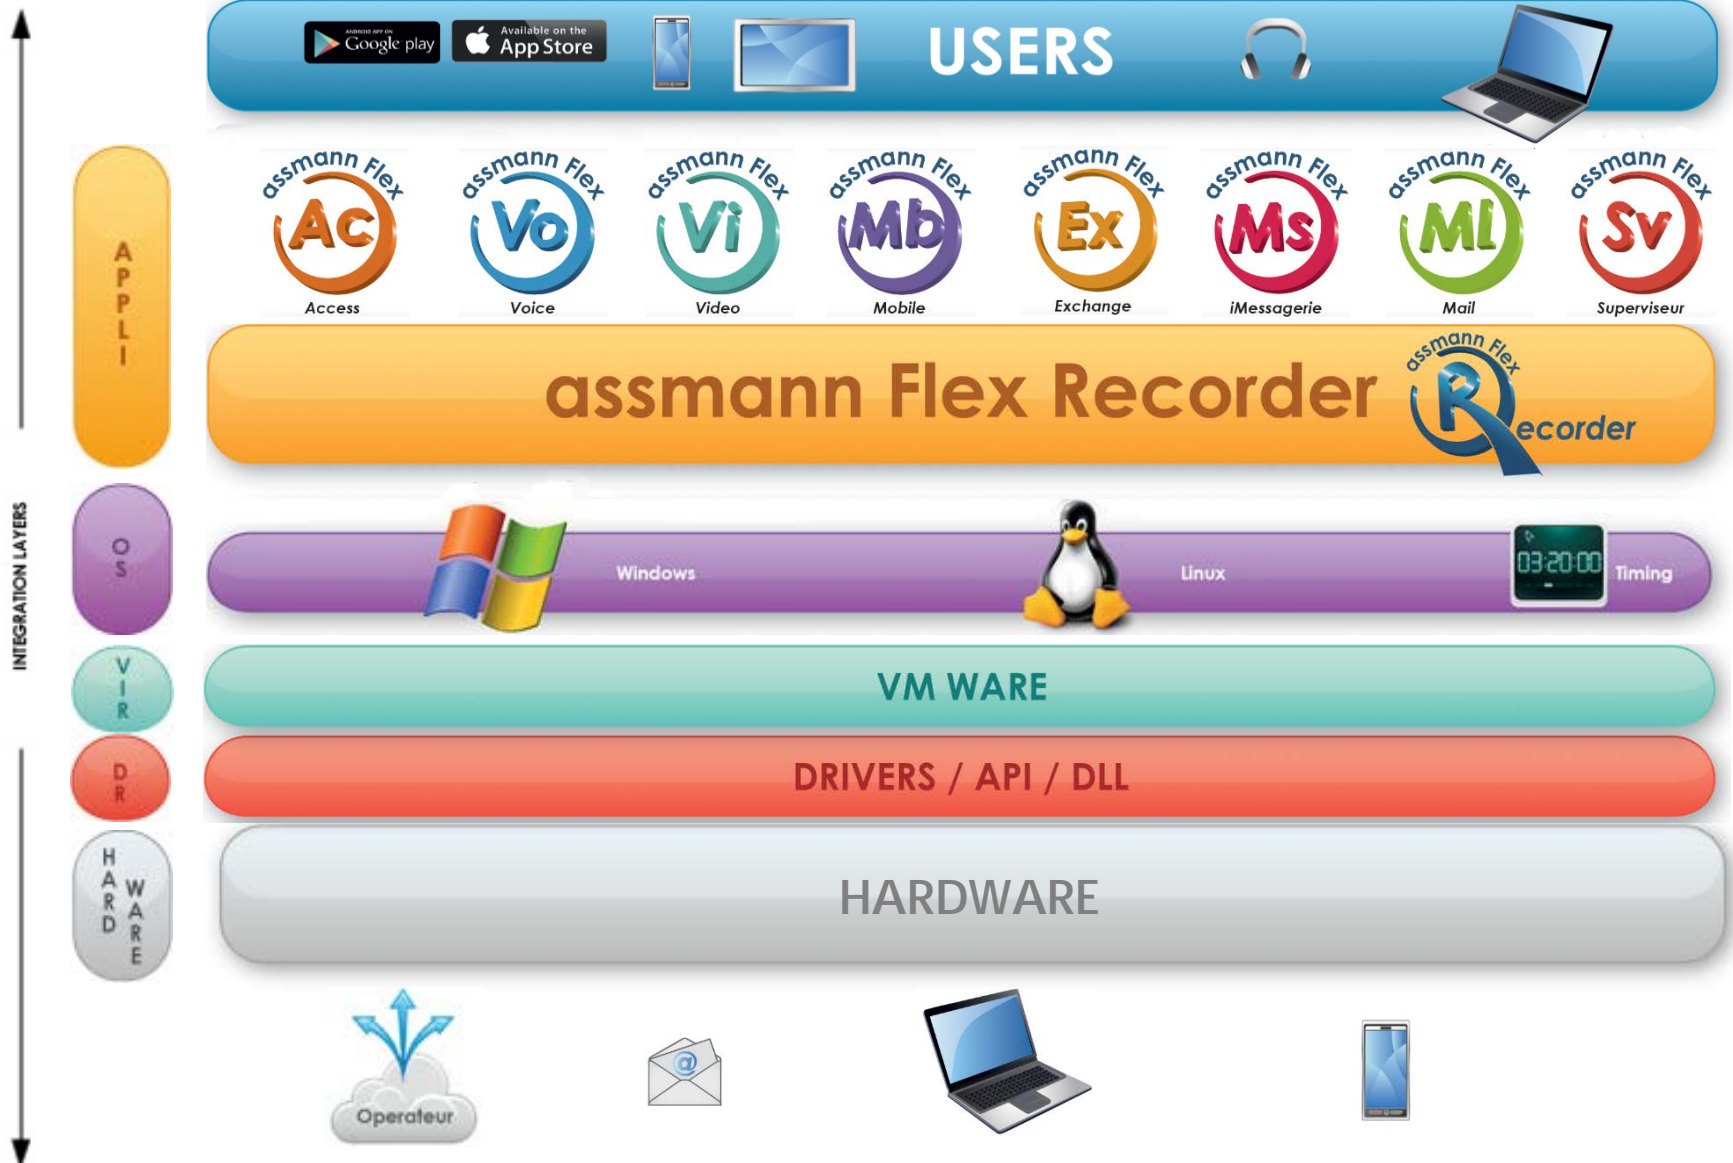 ANDROID APP ON
Google play
Available on the
App Store
USERS
APPLI
assmann Flex
Ac
Access
assmann Flex
Vo
Voice
assmann Flex
Vi
Video
assmann Flex
Mb
Mobile
assmann Flex
Ex
Exchange
assmann Flex
Ms
iMessagerie
assmann Flex
Ml
Mail
assmann Flex
Sv
Superviseur
assmann Flex Recorder
assmann Flex
Recorder
INTEGRATION LAYERS
OS
Windows
Linux
03:20:00
Timing
VIR
VM WARE
DR
DRIVERS / API / DLL
HARD
WARE
HARDWARE
Operateur
@